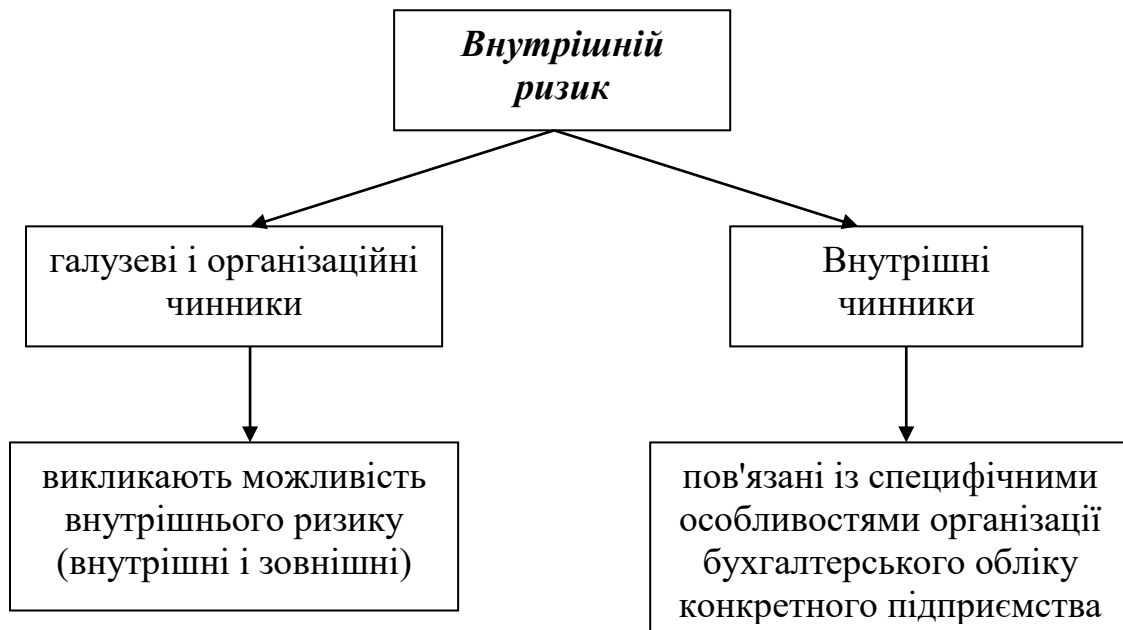 Внутрішній
ризик
галузеві і організаційні
чинники
Внутрішні
чинники
викликають можливість
внутрішнього ризику
(внутрішні і зовнішні)
пов'язані із специфічними
особливостями організації
бухгалтерського обліку
конкретного підприємства